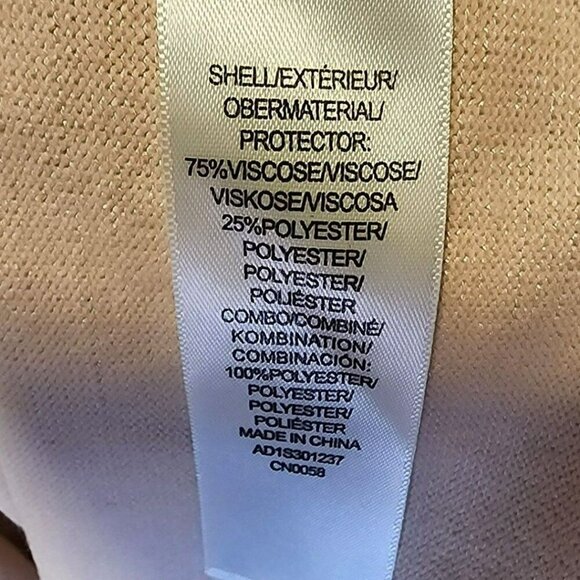 SHELL/EXTÉRIEUR/
OBERMATERIAL/
PROTECTOR:
75%VISCOSE/VISCOSE/
VISKOSE/VISCOSA
25%POLYESTER/
POLYESTER/
POLYESTER/
POLIÉSTER
COMBO/COMBINÉ/
KOMBINATION/
COMBINACIÓN:
100%POLYESTER/
POLYESTER/
POLYESTER/
POLIÉSTER
MADE IN CHINA
AD1S301237
CN0058